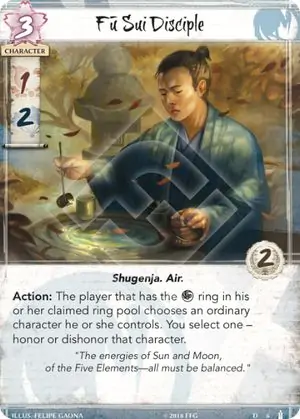 Fū Sui Disciple
3
CHARACTER
1
2
2
Shugenja. Air.
Action: The player that has the ring in his
or her claimed ring pool chooses an ordinary
character he or she controls. You select one –
honor or dishonor that character.
"The energies of Sun and Moon,
of the Five Elements—all must be balanced."
ILLUS-FELIPE GAONA
©2018 FFG
D